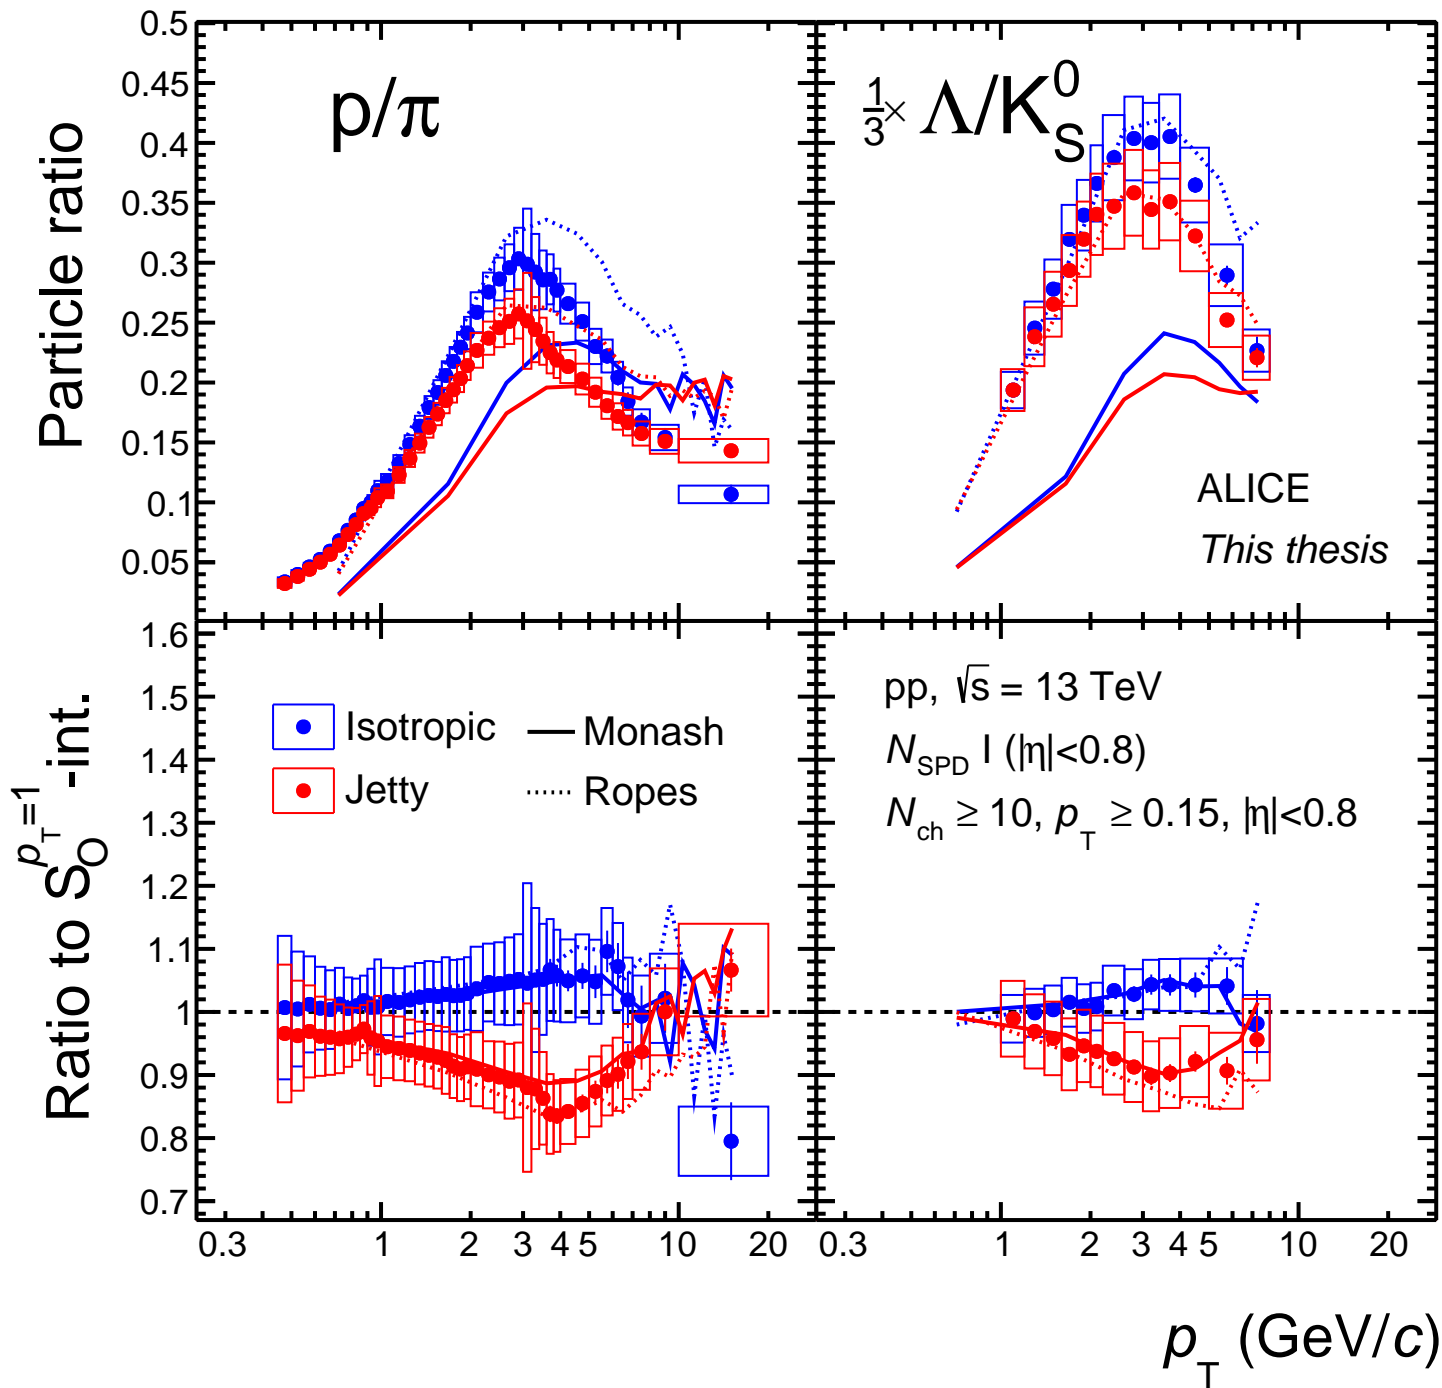 Particle ratio
0.5
0.45
0.4
0.35
0.3
0.25
0.2
0.15
0.1
0.05
p/π
1/3 × Λ/K⁰_S
ALICE
This thesis
Ratio to S_O^{p_T=1} -int.
1.6
1.5
1.4
1.3
1.2
1.1
1
0.9
0.8
0.7
Isotropic
Monash
Jetty
Ropes
pp, √s = 13 TeV
N_SPD I (|η|<0.8)
N_ch ≥ 10, p_T ≥ 0.15, |η|<0.8
0.3 1 2 3 4 5 10 20
0.3 1 2 3 4 5 10 20
p_T (GeV/c)